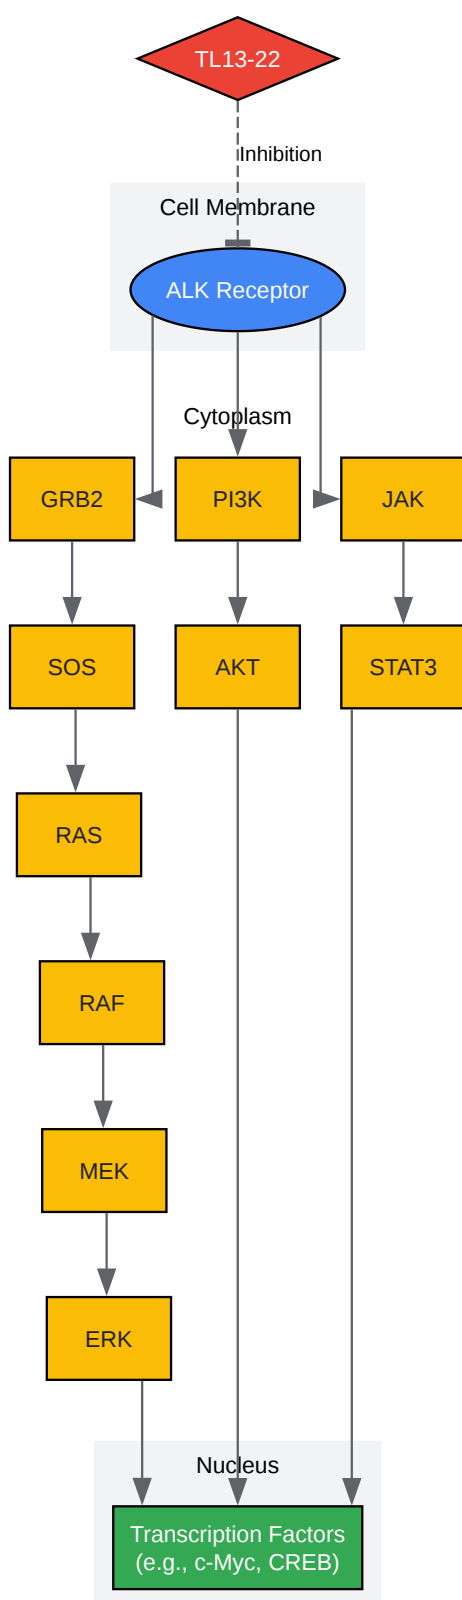 TL13-22
Inhibition
Cell Membrane
ALK Receptor
Cytoplasm
GRB2
PI3K
JAK
SOS
AKT
STAT3
RAS
RAF
MEK
ERK
Nucleus
Transcription Factors
(e.g., c-Myc, CREB)